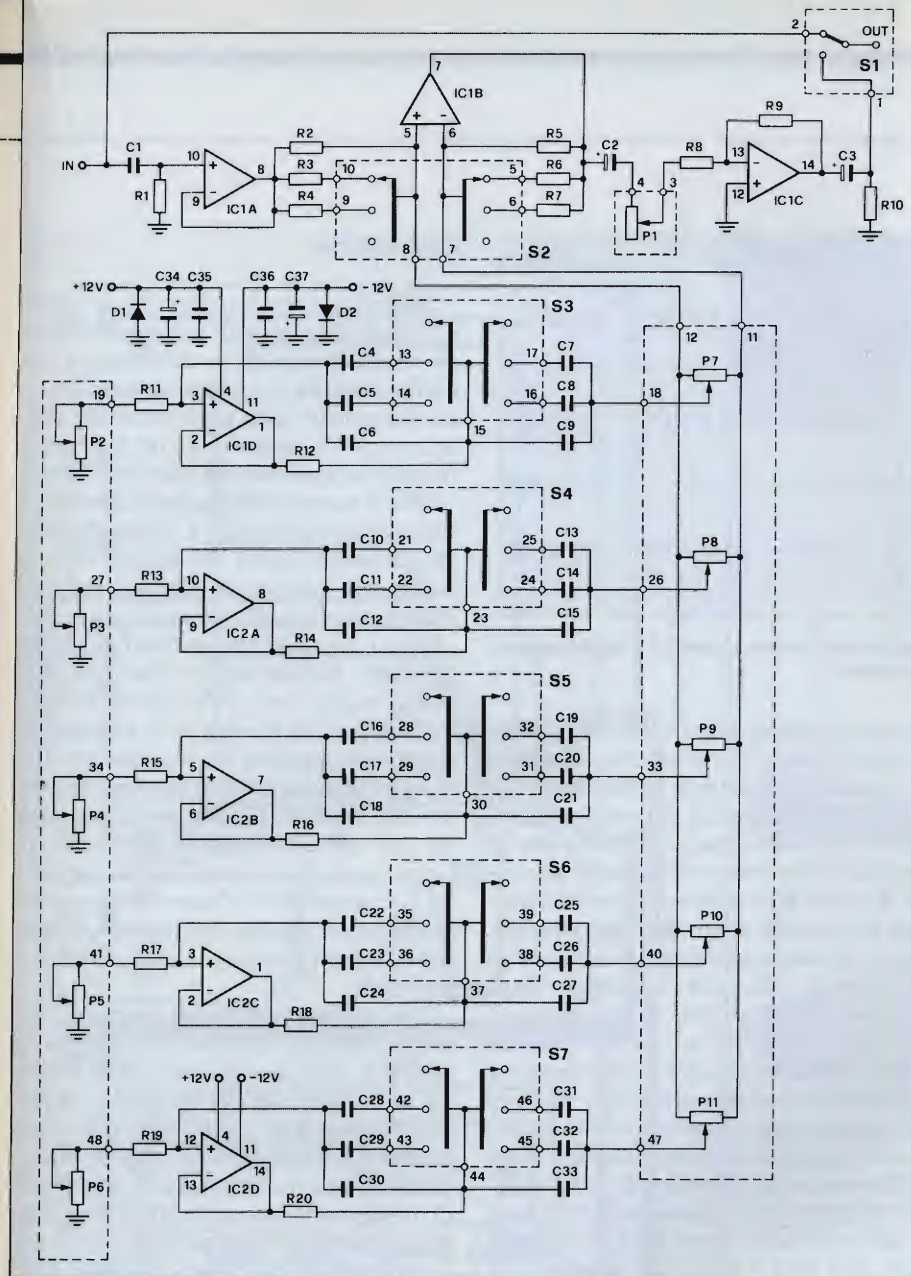 2 OUT
S1
1
7
IC1B
+ −
5 6
IN C1 10 + R2 R5 C2 + R8 R9 C3 +
R3 10 5 R6 4 3 13 − 14
R1 9 − 8 R4 9 6 R7 P1 12 + IC1C R10
IC1A 8 7 S2
+12V C34 C35 C36 C37 −12V S3 12 11
D1 + + D2 P7
C4 13 17 C7
19 R11 3 + 4 11 C5 14 16 C8 18
P2 2 − 1 C6 15 C9
IC1D R12
S4
C10 21 25 C13 P8
27 R13 10 + 8 C11 22 24 C14 26
P3 9 − C12 23 C15
IC2A R14
S5
C16 28 32 C19 P9
34 R15 5 + 7 C17 29 31 C20 33
P4 6 − C18 30 C21
IC2B R16
S6
C22 35 39 C25 P10
41 R17 3 + 1 C23 36 38 C26 40
P5 2 − C24 37 C27
IC2C R18
+12V −12V S7
C28 42 46 C31 P11
48 R19 12 + 4 11 C29 43 45 C32 47
P6 13 − 14 C30 44 C33
IC2D R20